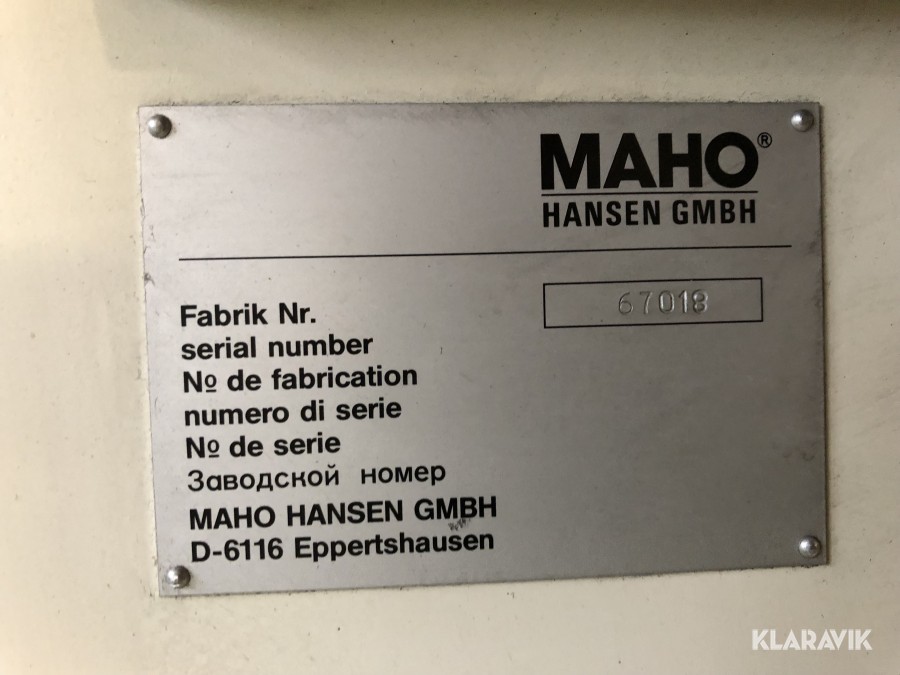 MAHO®
HANSEN GMBH
Fabrik Nr.
67018
serial number
Nº de fabrication
numero di serie
Nº de serie
Заводской номер
MAHO HANSEN GMBH
D-6116 Eppertshausen
KLARAVIK